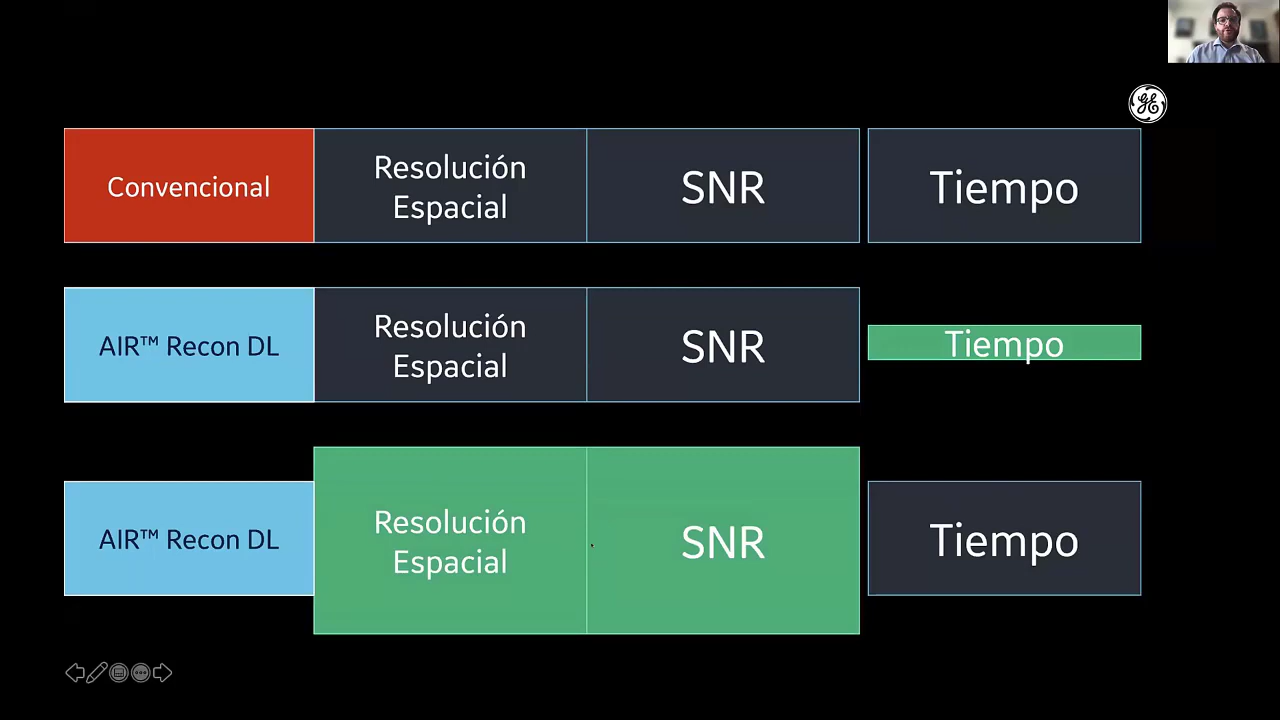 Convencional
Resolución
Espacial
SNR
Tiempo
AIR™ Recon DL
Resolución
Espacial
SNR
Tiempo
AIR™ Recon DL
Resolución
Espacial
SNR
Tiempo